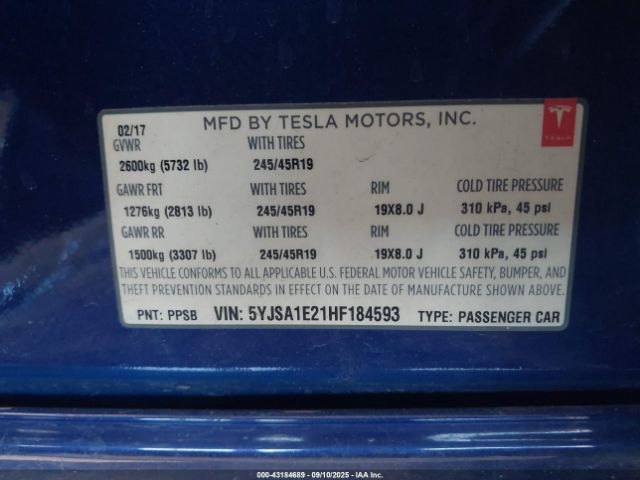 02/17 MFD BY TESLA MOTORS, INC. TESLA
GVWR WITH TIRES
2600kg (5732 lb) 245/45R19
GAWR FRT WITH TIRES RIM COLD TIRE PRESSURE
1276kg (2813 lb) 245/45R19 19X8.0 J 310 kPa, 45 psi
GAWR RR WITH TIRES RIM COLD TIRE PRESSURE
1500kg (3307 lb) 245/45R19 19X8.0 J 310 kPa, 45 psi
THIS VEHICLE CONFORMS TO ALL APPLICABLE U.S. FEDERAL MOTOR VEHICLE SAFETY, BUMPER, AND
THEFT PREVENTION STANDARDS IN EFFECT ON THE DATE OF MANUFACTURE SHOWN ABOVE.
PNT: PPSB VIN: 5YJSA1E21HF184593 TYPE: PASSENGER CAR
000-43184689 - 09/10/2025 - IAA Inc.